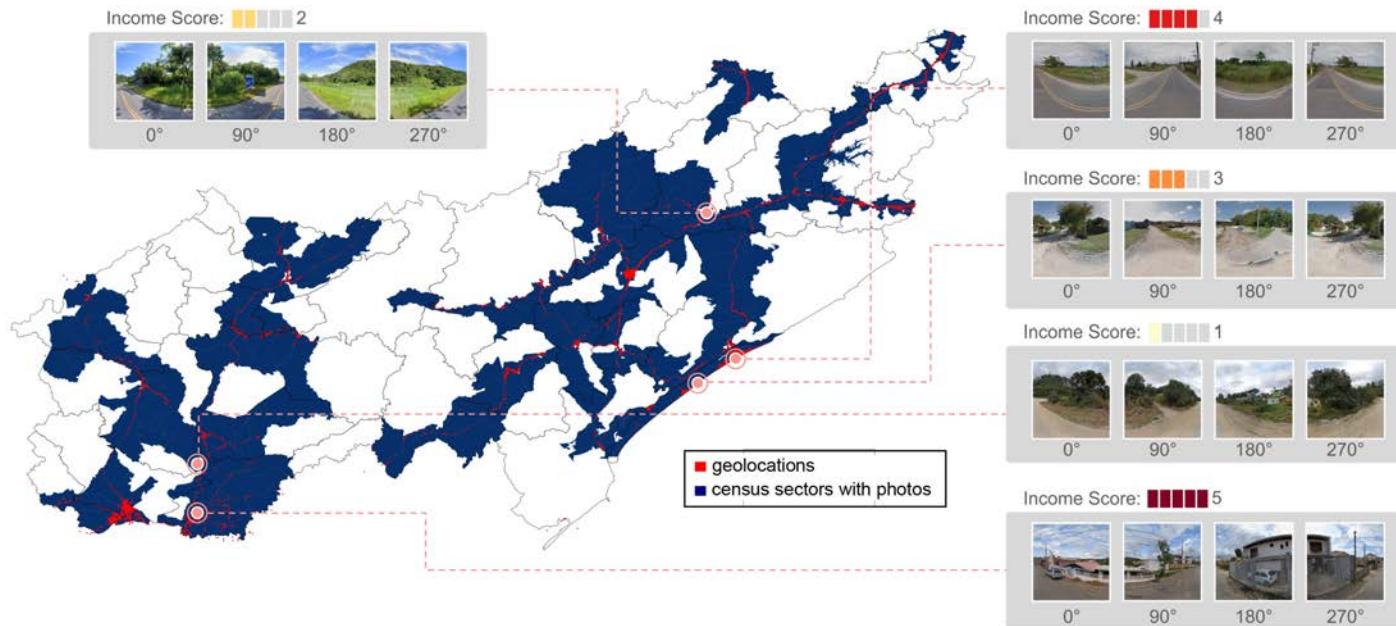 Income Score: 2
0° 90° 180° 270°
Income Score: 4
0° 90° 180° 270°
Income Score: 3
0° 90° 180° 270°
Income Score: 1
0° 90° 180° 270°
Income Score: 5
0° 90° 180° 270°
geolocations
census sectors with photos